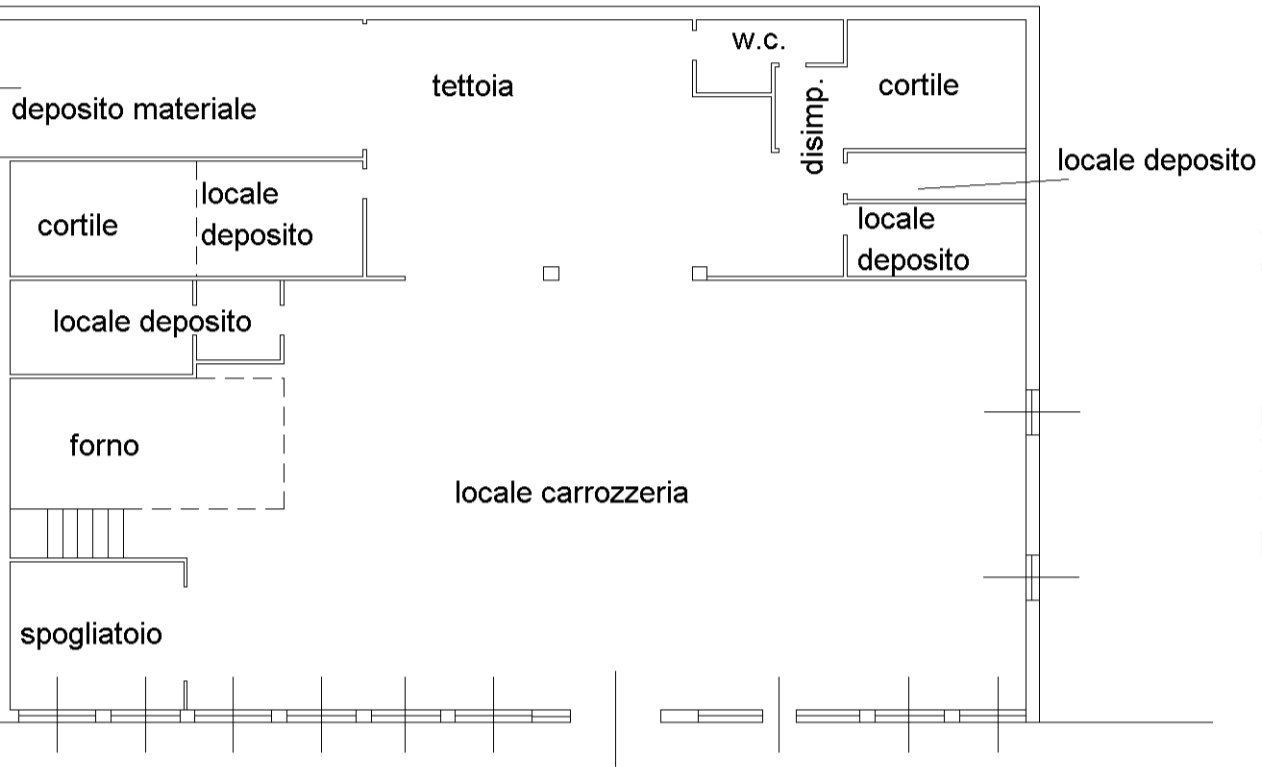 w.c.
tettoia
cortile
deposito materiale
disimp.
locale deposito
locale
deposito
cortile
locale
deposito
locale deposito
forno
locale carrozzeria
spogliatoio